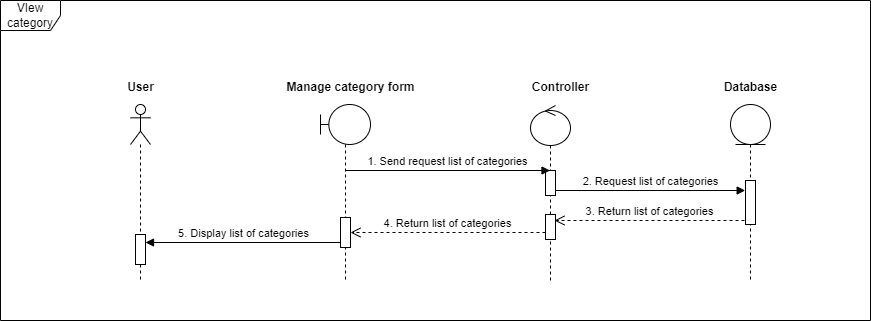 VIew
category
User
Manage category form
Controller
Database
1. Send request list of categories
2. Request list of categories
3. Return list of categories
4. Return list of categories
5. Display list of categories